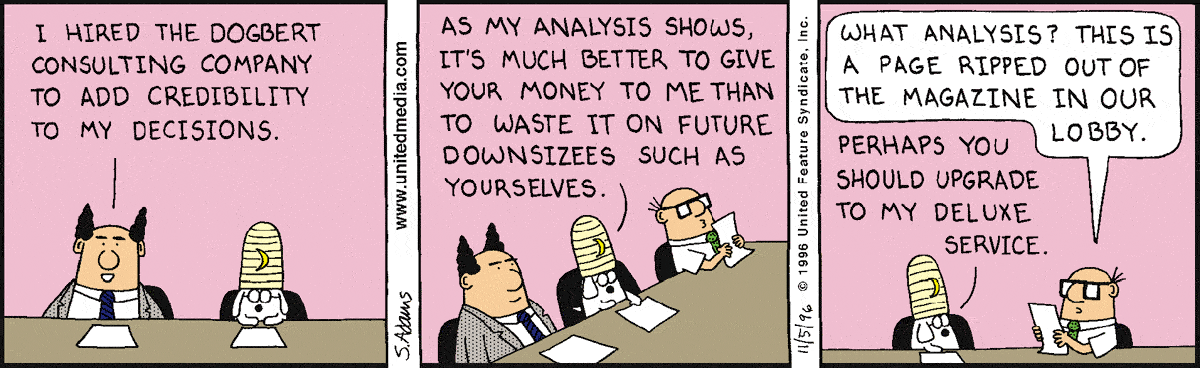 I HIRED THE DOGBERT
CONSULTING COMPANY
TO ADD CREDIBILITY
TO MY DECISIONS.
S.Adams
www.unitedmedia.com
AS MY ANALYSIS SHOWS,
IT'S MUCH BETTER TO GIVE
YOUR MONEY TO ME THAN
TO WASTE IT ON FUTURE
DOWNSIZEES SUCH AS
YOURSELVES.
11/5/96 © 1996 United Feature Syndicate, Inc.
WHAT ANALYSIS? THIS IS
A PAGE RIPPED OUT OF
THE MAGAZINE IN OUR
LOBBY.
PERHAPS YOU
SHOULD UPGRADE
TO MY DELUXE
SERVICE.